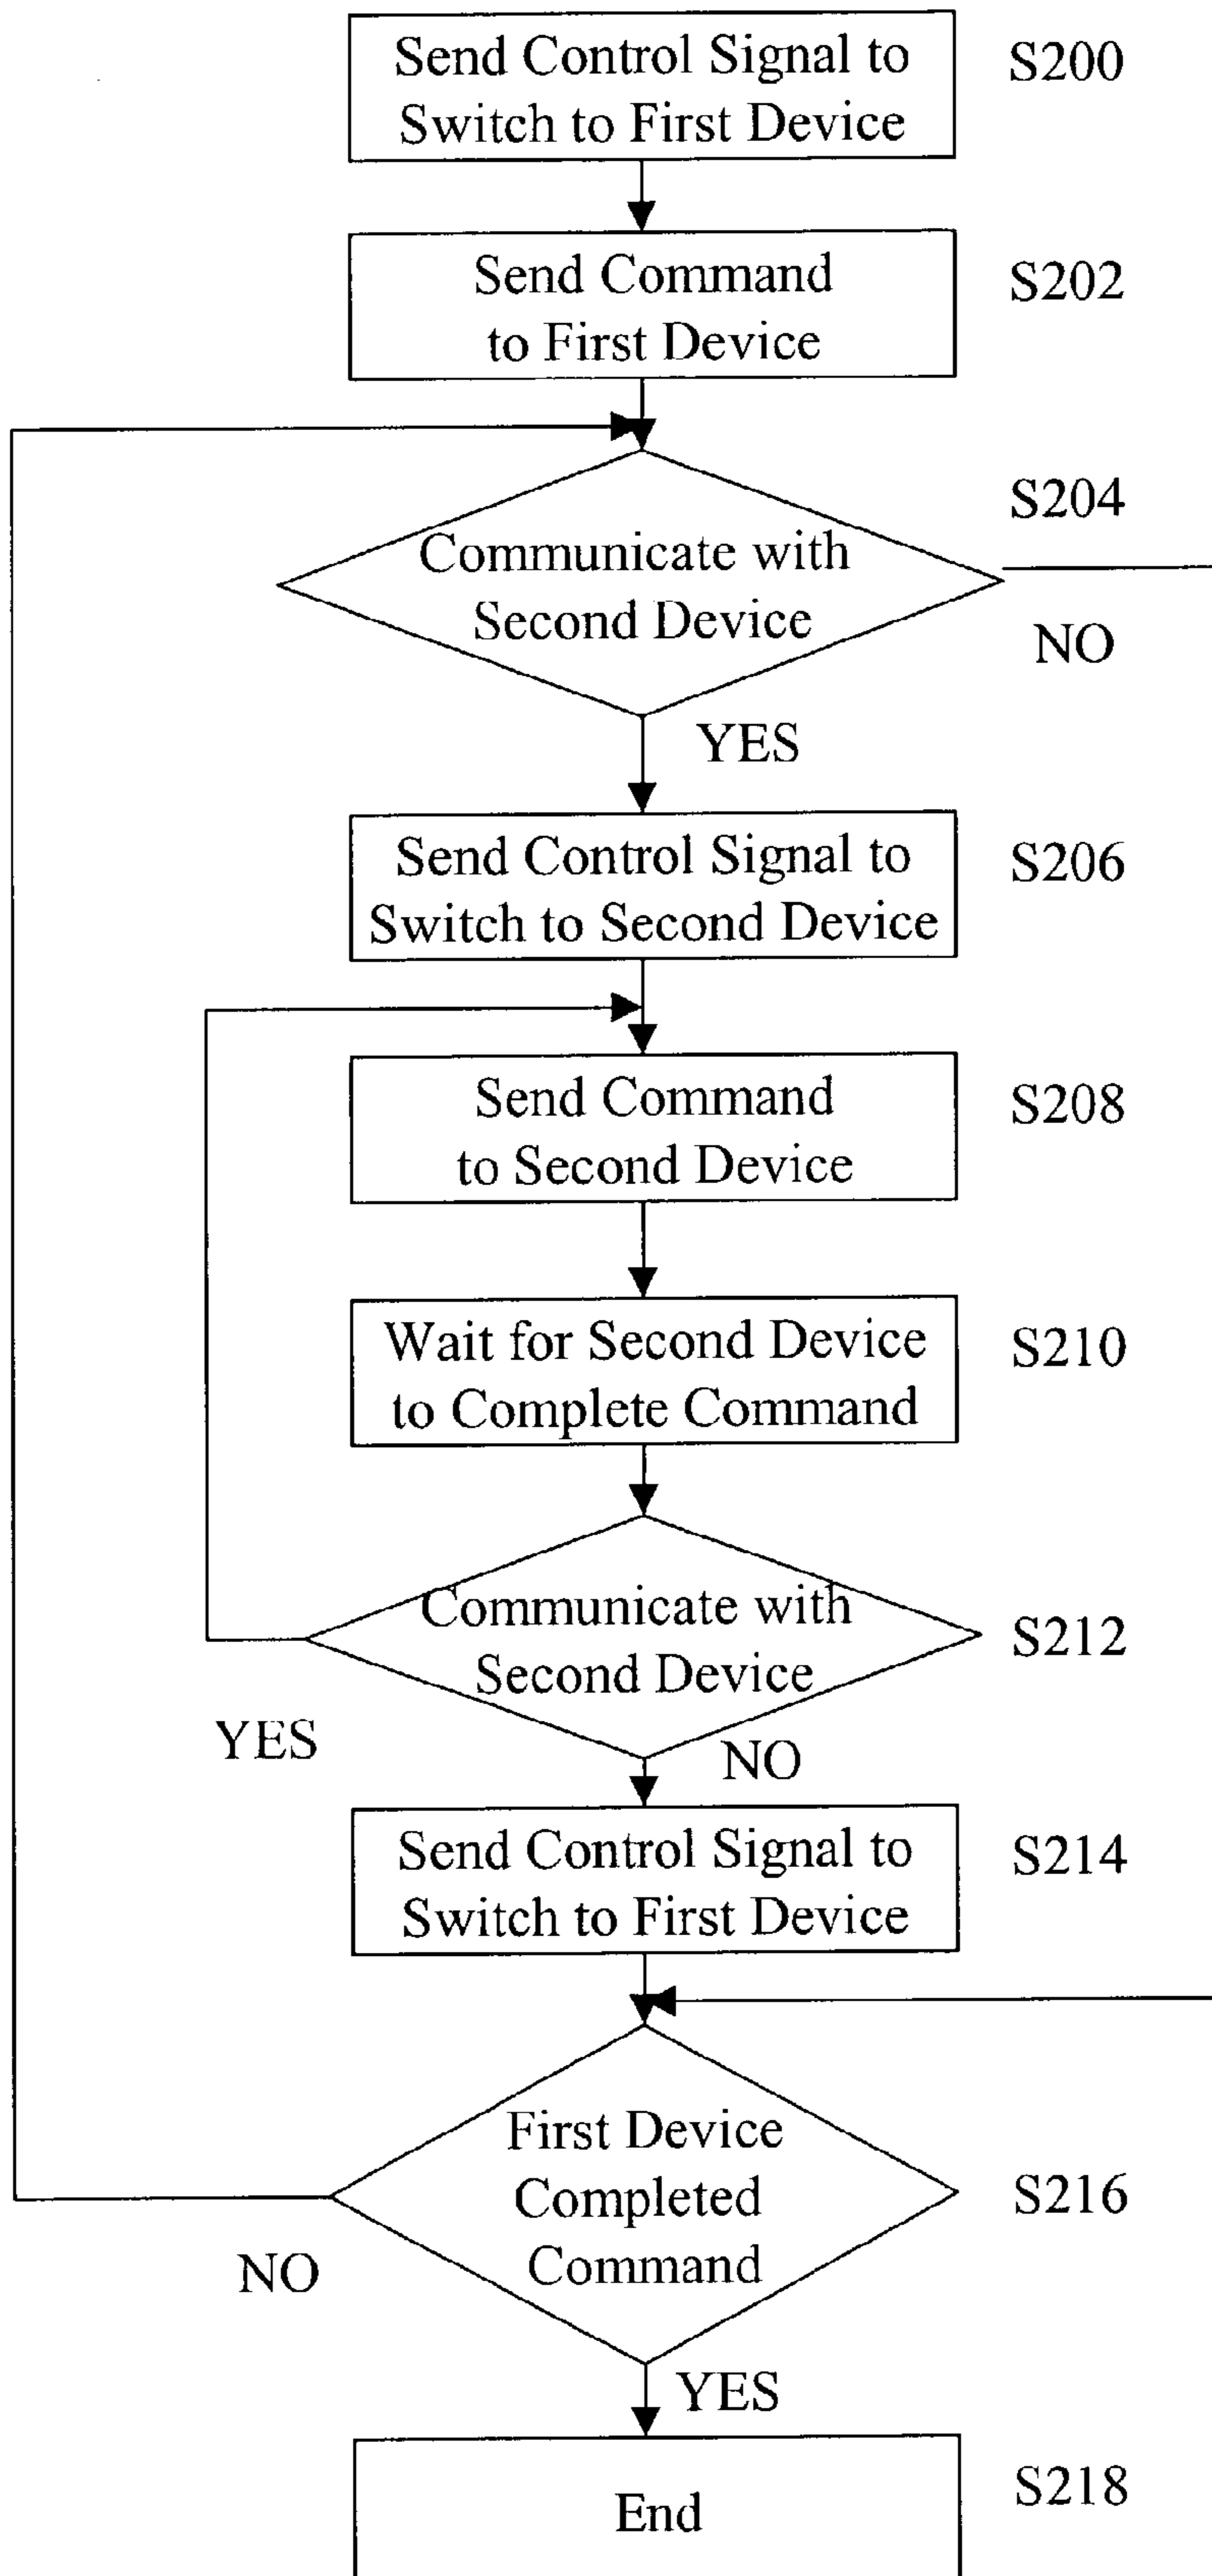 Send Control Signal to
Switch to First Device
S200
Send Command
to First Device
S202
S204
Communicate with
Second Device
NO
YES
Send Control Signal to
Switch to Second Device
S206
Send Command
to Second Device
S208
Wait for Second Device
to Complete Command
S210
Communicate with
Second Device
S212
YES
NO
Send Control Signal to
Switch to First Device
S214
First Device
Completed
Command
S216
NO
YES
End
S218